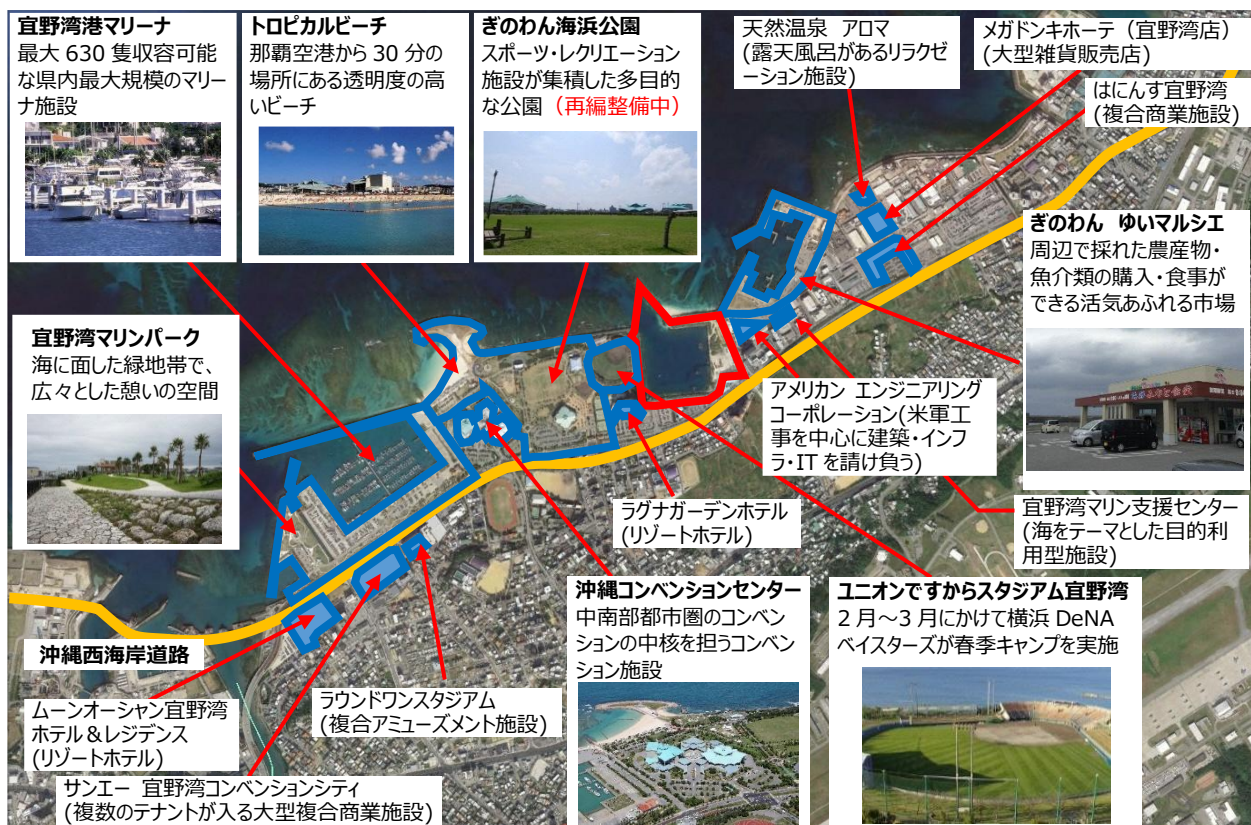 宜野湾港マリーナ
最大 630 隻収容可能
な県内最大規模のマリー
ナ施設
トロピカルビーチ
那覇空港から 30 分の
場所にある透明度の高
いビーチ
ぎのわん海浜公園
スポーツ・レクリエーション
施設が集積した多目的
な公園（再編整備中）
天然温泉 アロマ
(露天風呂があるリラクゼ
ーション施設)
メガドンキホーテ（宜野湾店）
(大型雑貨販売店)
はにんす宜野湾
(複合商業施設)
ぎのわん ゆいマルシエ
周辺で採れた農産物・
魚介類の購入・食事が
できる活気あふれる市場
宜野湾マリンパーク
海に面した緑地帯で、
広々とした憩いの空間
アメリカン エンジニアリング
コーポレーション(米軍工
事を中心に建築・インフ
ラ・IT を請け負う)
ラグナガーデンホテル
(リゾートホテル)
宜野湾マリン支援センター
(海をテーマとした目的利
用型施設)
沖縄コンベンションセンター
中南部都市圏のコンベン
ションの中核を担うコンベン
ション施設
ユニオンですからスタジアム宜野湾
2 月～3 月にかけて横浜 DeNA
ベイスターズが春季キャンプを実施
沖縄西海岸道路
ムーンオーシャン宜野湾
ホテル＆レジデンス
(リゾートホテル)
ラウンドワンスタジアム
(複合アミューズメント施設)
サンエー 宜野湾コンベンションシティ
(複数のテナントが入る大型複合商業施設)